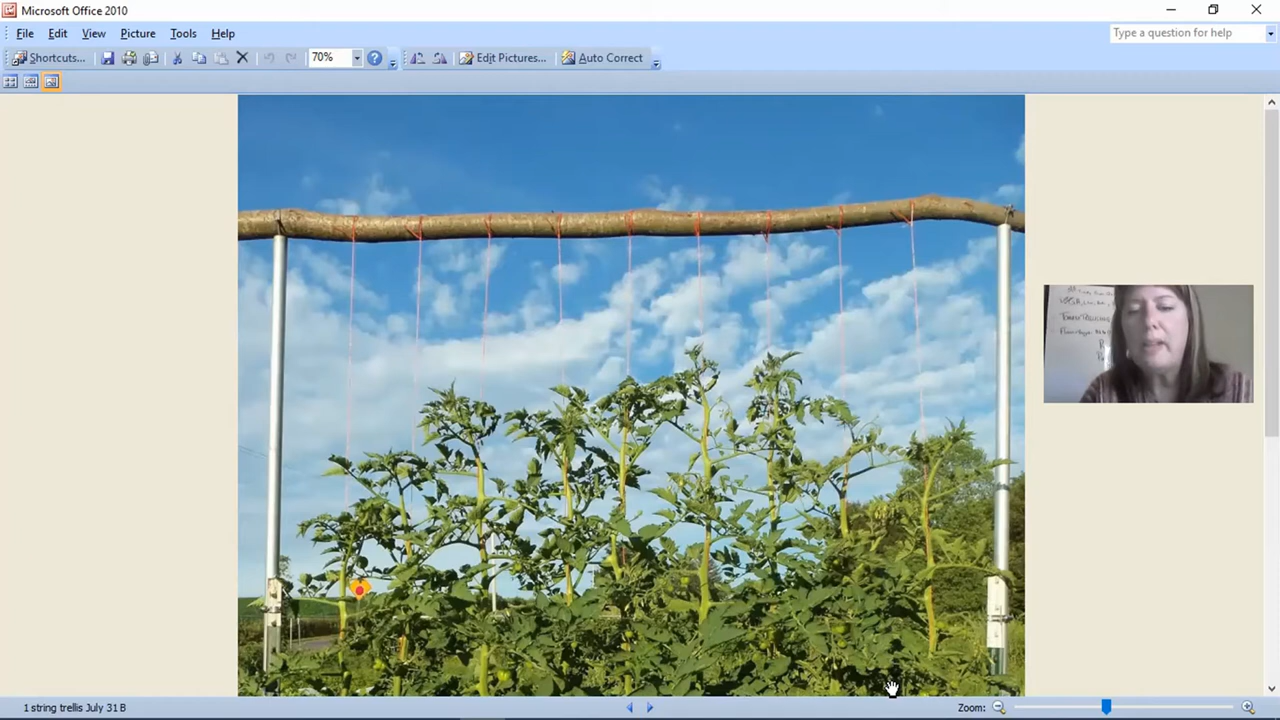 Microsoft Office 2010
File Edit View Picture Tools Help
Type a question for help
Shortcuts... 70% Edit Pictures... Auto Correct
1 string trellis July 31 B
Zoom: